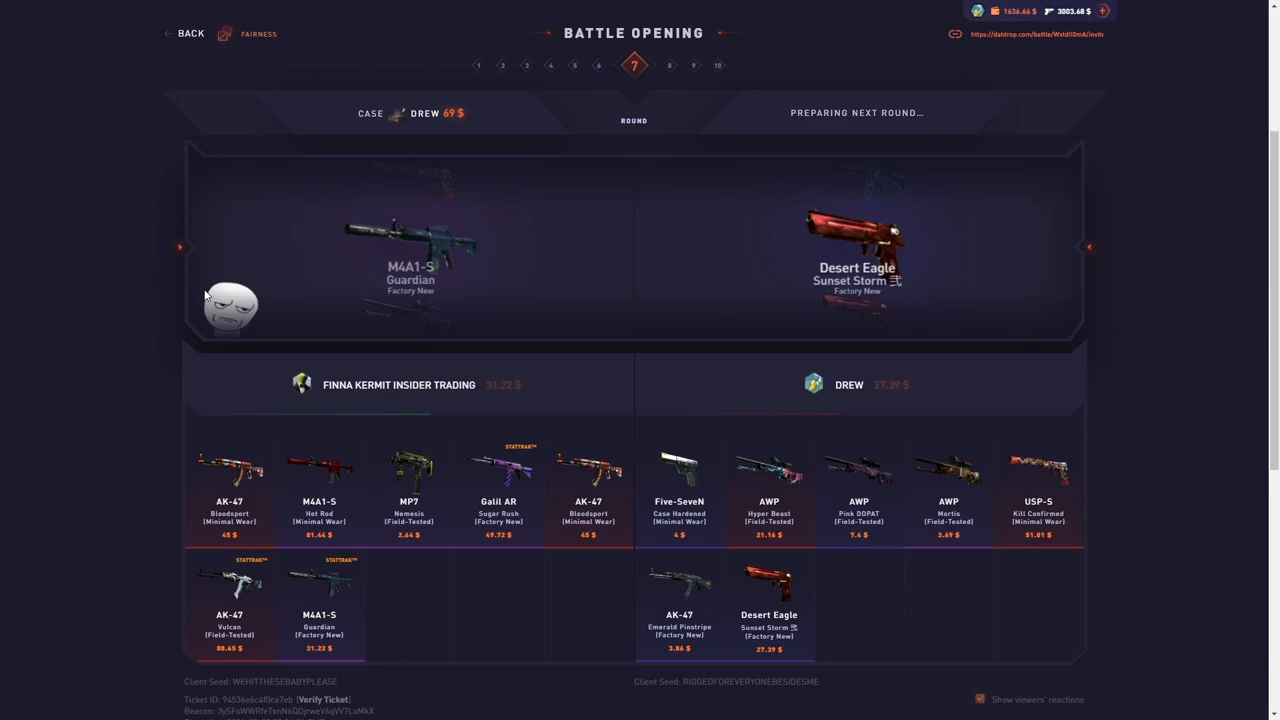 1636.66 $ 3003.68 $
BACK FAIRNESS
BATTLE OPENING
https://datdrop.com/battle/WxtdIl0mA/invite
1 2 3 4 5 6 7 8 9 10
CASE DREW 69 $
ROUND
PREPARING NEXT ROUND...
M4A1-S
Guardian
Factory New
Desert Eagle
Sunset Storm 弐
Factory New
FINNA KERMIT INSIDER TRADING 31.22 $
DREW 27.39 $
STATTRAK™
AK-47 M4A1-S MP7 Galil AR AK-47 Five-SeveN AWP AWP AWP USP-S
Bloodsport Hot Rod Nemesis Sugar Rush Bloodsport Case Hardened Hyper Beast Pink DDPAT Mortis Kill Confirmed
(Minimal Wear) (Minimal Wear) (Field-Tested) (Factory New) (Minimal Wear) (Minimal Wear) (Field-Tested) (Field-Tested) (Field-Tested) (Minimal Wear)
45 $ 81.44 $ 2.64 $ 49.72 $ 45 $ 4 $ 21.16 $ 7.4 $ 3.69 $ 51.01 $
STATTRAK™ STATTRAK™
AK-47 M4A1-S AK-47 Desert Eagle
Vulcan Guardian Emerald Pinstripe Sunset Storm 弐
(Field-Tested) (Factory New) (Factory New) (Factory New)
88.65 $ 31.22 $ 3.86 $ 27.39 $
Client Seed: WEHITTHESEBABYPLEASE
Client Seed: RIGGEDFOREVERYONEBESIDESME
Ticket ID: 94536e6c4f0ca7eb (Verify Ticket)
Show viewers' reactions
Beacon: 3ySFoWWRfeTxnN6QDjrweV6qVV7LxMkX